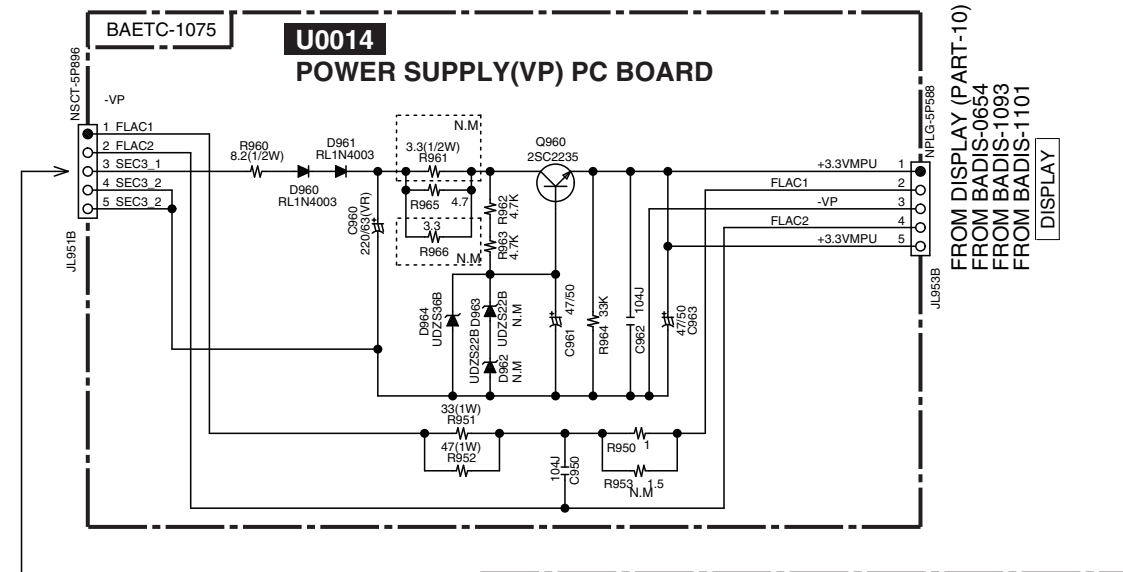 BAETC-1075
U0014
POWER SUPPLY(VP) PC BOARD
NSCT-5P896
-VP
1 FLAC1
2 FLAC2
3 SEC3_1
4 SEC3_2
5 SEC3_2
JL951B
R960
8.2(1/2W)
D961
RL1N4003
D960
RL1N4003
C960
220/63(VR)
N.M
3.3(1/2W)
R961
R965 4.7
3.3
R966
N.M
R962
4.7K
R963
4.7K
Q960
2SC2235
D964
UDZS36B
D963
UDZS22B
N.M
UDZS22B
D962
N.M
C961 47/50
R964 33K
C962 104J
47/50
C963
33(1W)
R951
47(1W)
R952
104J
C950
R950 1
R953 1.5
N.M
+3.3VMPU 1
FLAC1 2
-VP 3
FLAC2 4
+3.3VMPU 5
NPLG-5P588
JL953B
FROM DISPLAY (PART-10)
FROM BADIS-0654
FROM BADIS-1093
FROM BADIS-1101
DISPLAY